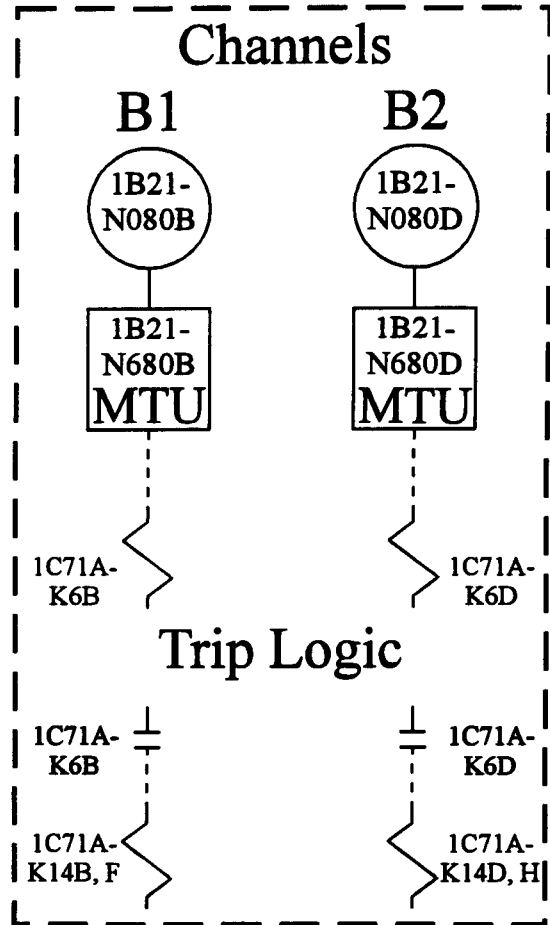 Channels
B1
B2
1B21-
N080B
1B21-
N080D
1B21-
N680B
MTU
1B21-
N680D
MTU
1C71A-
K6B
1C71A-
K6D
Trip Logic
1C71A-
K6B
1C71A-
K6D
1C71A-
K14B, F
1C71A-
K14D, H